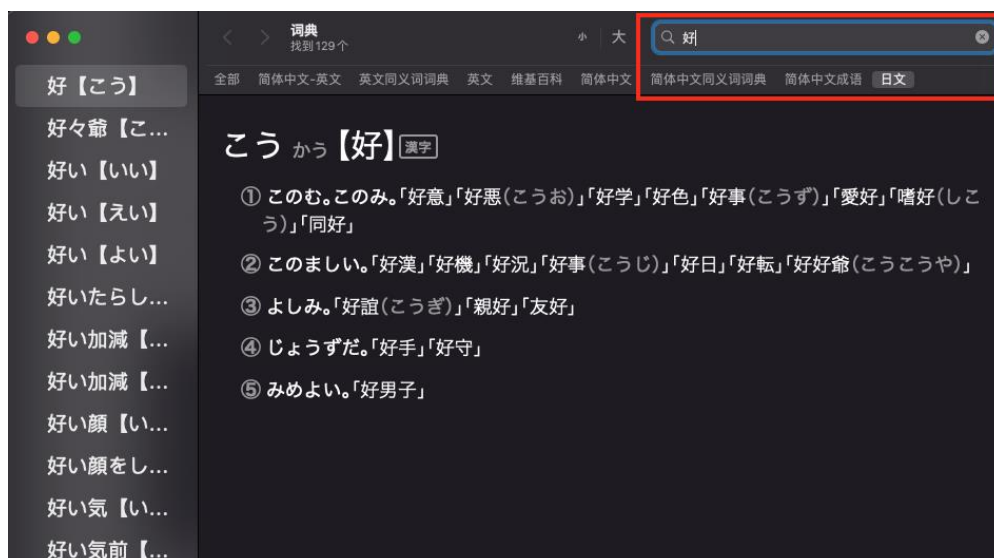 词典
找到129个
小 大
好
全部 简体中文-英文 英文同义词词典 英文 维基百科 简体中文 简体中文同义词词典 简体中文成语 日文
好【こう】
好々爺【こ...
好い【いい】
好い【えい】
好い【よい】
好いたらし...
好い加減【...
好い加減【...
好い顔【い...
好い顔をし...
好い気【い...
好い気前【...
こう かう【好】漢字
① このむ。このみ。「好意」「好悪(こうお)」「好学」「好色」「好事(こうず)」「愛好」「嗜好(しこ
う)」「同好」
② このましい。「好漢」「好機」「好況」「好事(こうじ)」「好日」「好転」「好好爺(こうこうや)」
③ よしみ。「好誼(こうぎ)」「親好」「友好」
④ じょうずだ。「好手」「好守」
⑤ みめよい。「好男子」